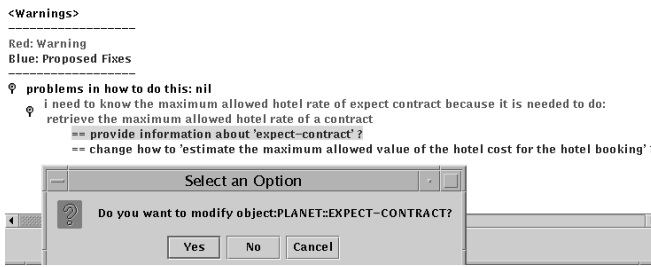 <Warnings>
Red: Warning
Blue: Proposed Fixes
problems in how to do this: nil
i need to know the maximum allowed hotel rate of expect contract because it is needed to do:
retrieve the maximum allowed hotel rate of a contract
== provide information about 'expect-contract' ?
== change how to 'estimate the maximum allowed value of the hotel cost for the hotel booking' ?
Select an Option
Do you want to modify object:PLANET::EXPECT-CONTRACT?
Yes No Cancel